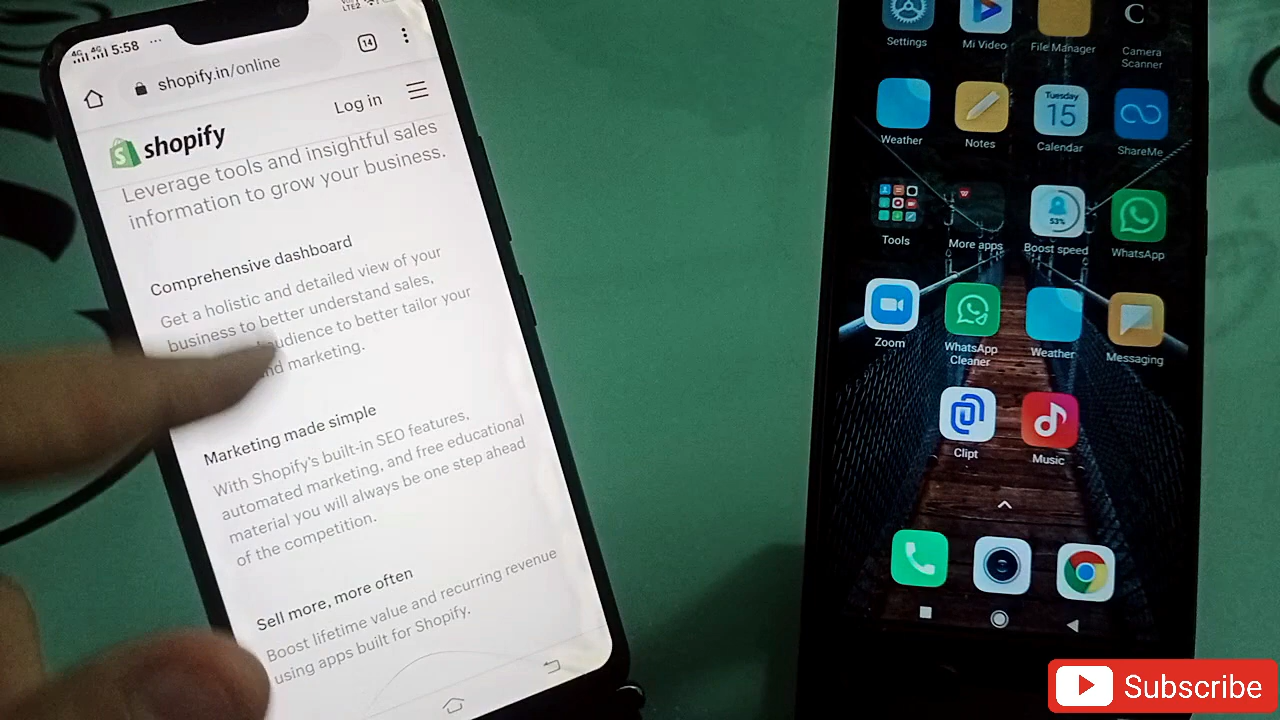 5:58
LTE2
14
shopify.in/online
Log in
shopify
Leverage tools and insightful sales
information to grow your business.
Comprehensive dashboard
Get a holistic and detailed view of your
business to better understand sales,
audience to better tailor your
and marketing.
Marketing made simple
With Shopify's built-in SEO features,
automated marketing, and free educational
material you will always be one step ahead
of the competition.
Sell more, more often
Boost lifetime value and recurring revenue
using apps built for Shopify.
Settings
Mi Video
File Manager
CS
Camera
Scanner
Weather
Notes
Tuesday
15
Calendar
ShareMe
Tools
More apps
53%
Boost speed
WhatsApp
Zoom
WhatsApp
Cleaner
Weather
Messaging
Clipt
Music
Subscribe